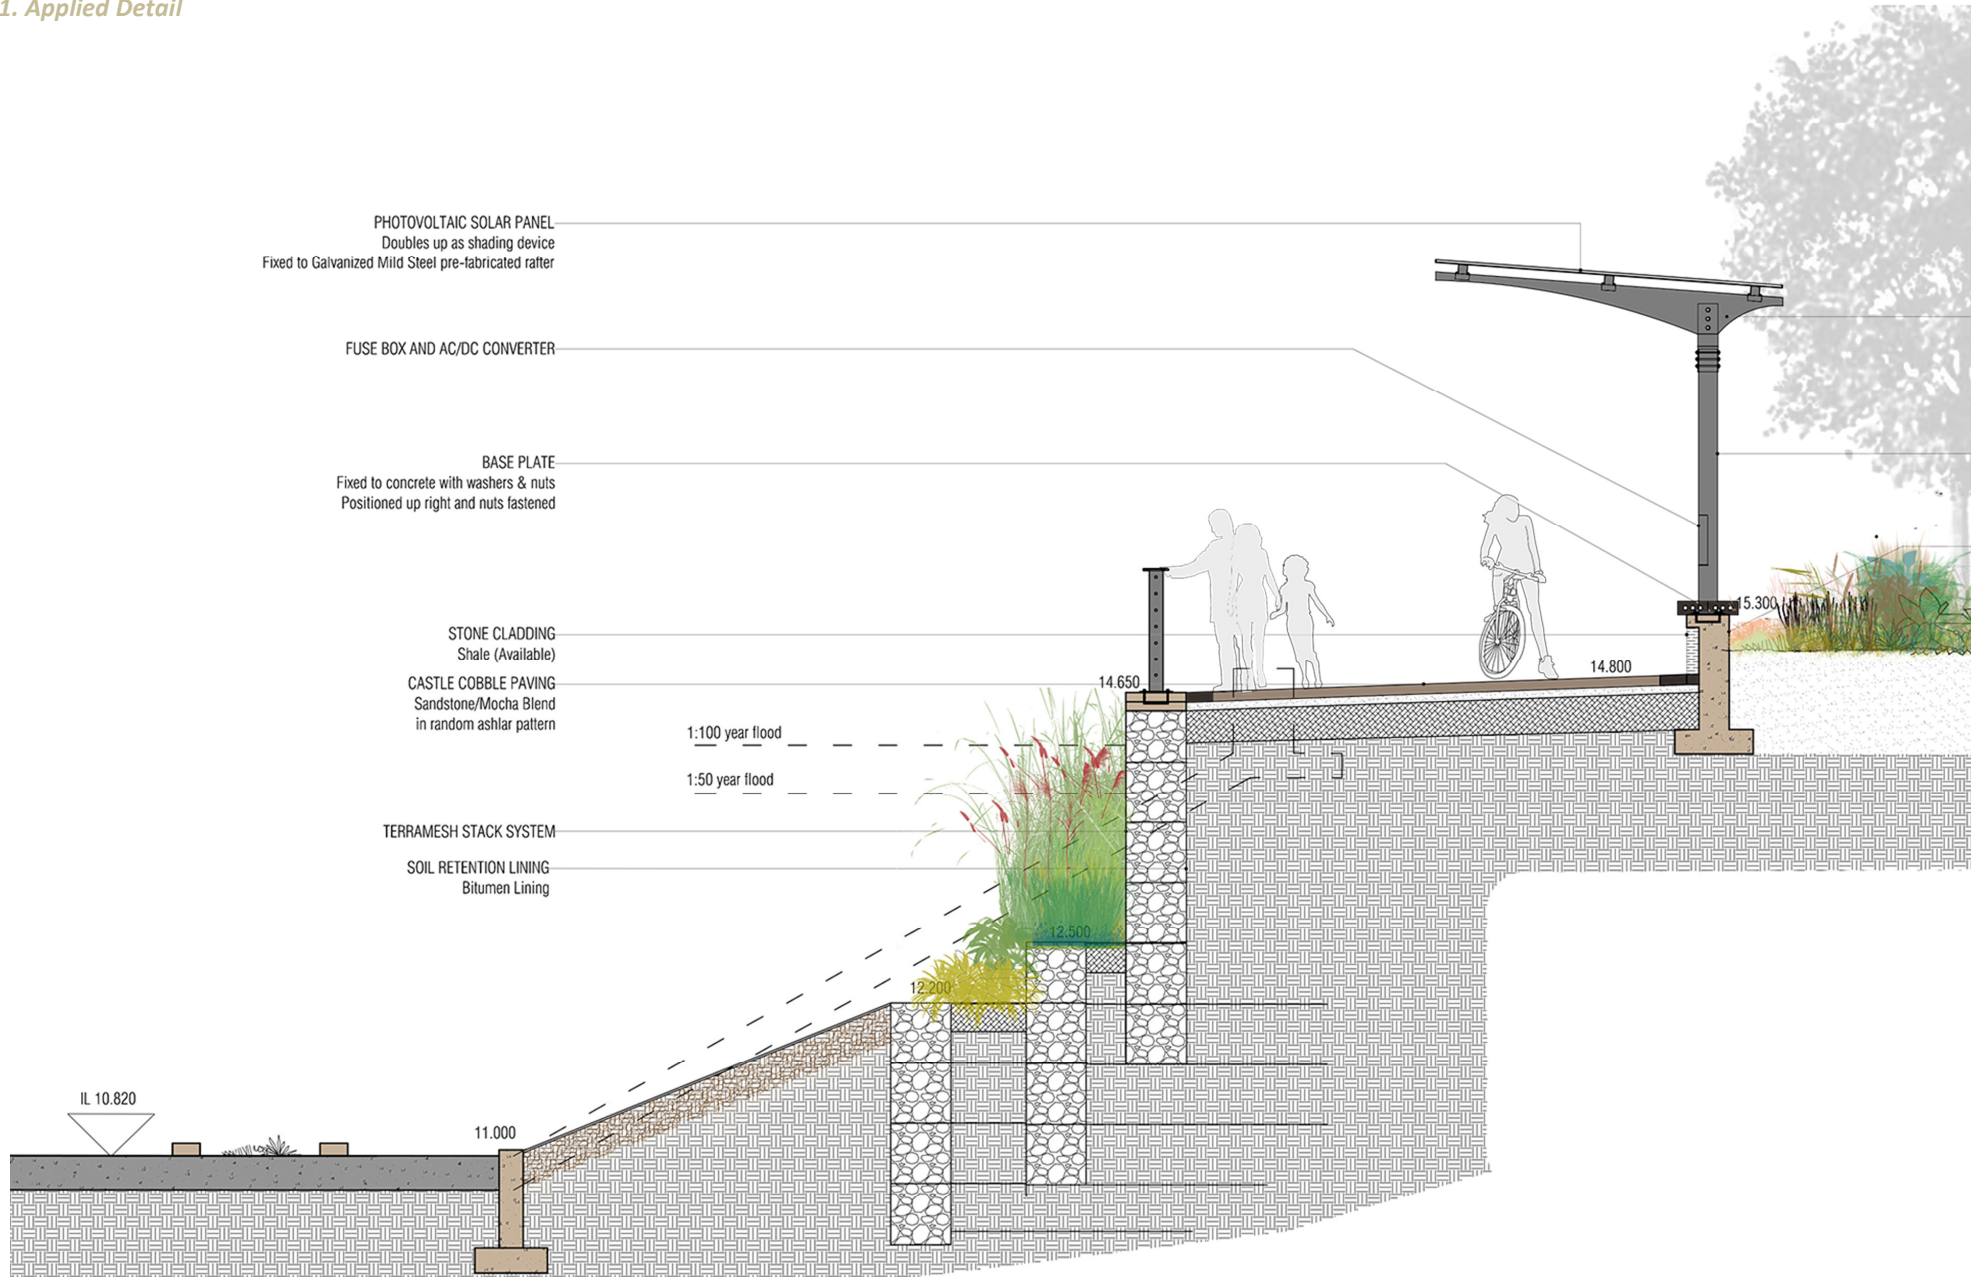 1. Applied Detail
PHOTOVOLTAIC SOLAR PANEL
Doubles up as shading device
Fixed to Galvanized Mild Steel pre-fabricated rafter
FUSE BOX AND AC/DC CONVERTER
BASE PLATE
Fixed to concrete with washers & nuts
Positioned up right and nuts fastened
15.300
STONE CLADDING
Shale (Available)
14.800
CASTLE COBBLE PAVING
Sandstone/Mocha Blend
in random ashlar pattern
14.650
1:100 year flood
1:50 year flood
TERRAMESH STACK SYSTEM
SOIL RETENTION LINING
Bitumen Lining
12.500
12.200
IL 10.820
11.000